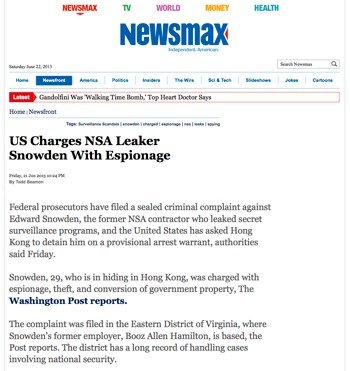 NEWSMAX TV WORLD MONEY HEALTH
Newsmax
Independent. American.
Saturday June 22, 2013
Search Newsmax
Home Newsfront America Politics Insiders The Wire Sci & Tech Slideshows Jokes Cartoons
Latest Gandolfini Was 'Walking Time Bomb,' Top Heart Doctor Says
Home: Newsfront
Tags: Surveillance Scandals | snowden | charged | espionage | nsa | leaks | spying
US Charges NSA Leaker
Snowden With Espionage
Friday, 21 Jun 2013 10:24 PM
By Todd Beamon
Federal prosecutors have filed a sealed criminal complaint against
Edward Snowden, the former NSA contractor who leaked secret
surveillance programs, and the United States has asked Hong
Kong to detain him on a provisional arrest warrant, authorities
said Friday.
Snowden, 29, who is in hiding in Hong Kong, was charged with
espionage, theft, and conversion of government property, The
Washington Post reports.
The complaint was filed in the Eastern District of Virginia, where
Snowden's former employer, Booz Allen Hamilton, is based, the
Post reports. The district has a long record of handling cases
involving national security.